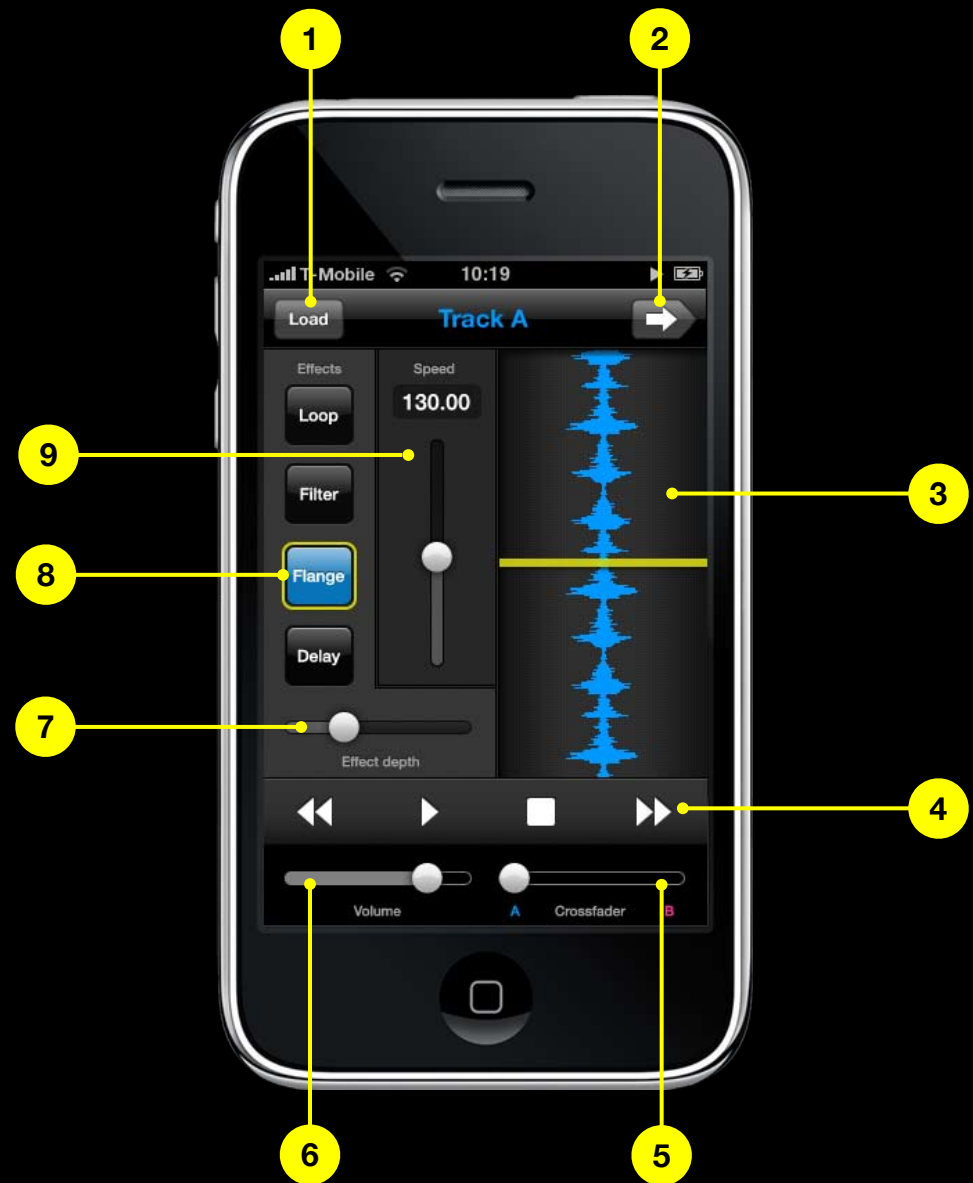 1
2
T-Mobile 10:19
Load Track A
Effects Speed
130.00
Loop
9
Filter
3
8
Flange
Delay
7
Effect depth
4
Volume A Crossfader B
6
5